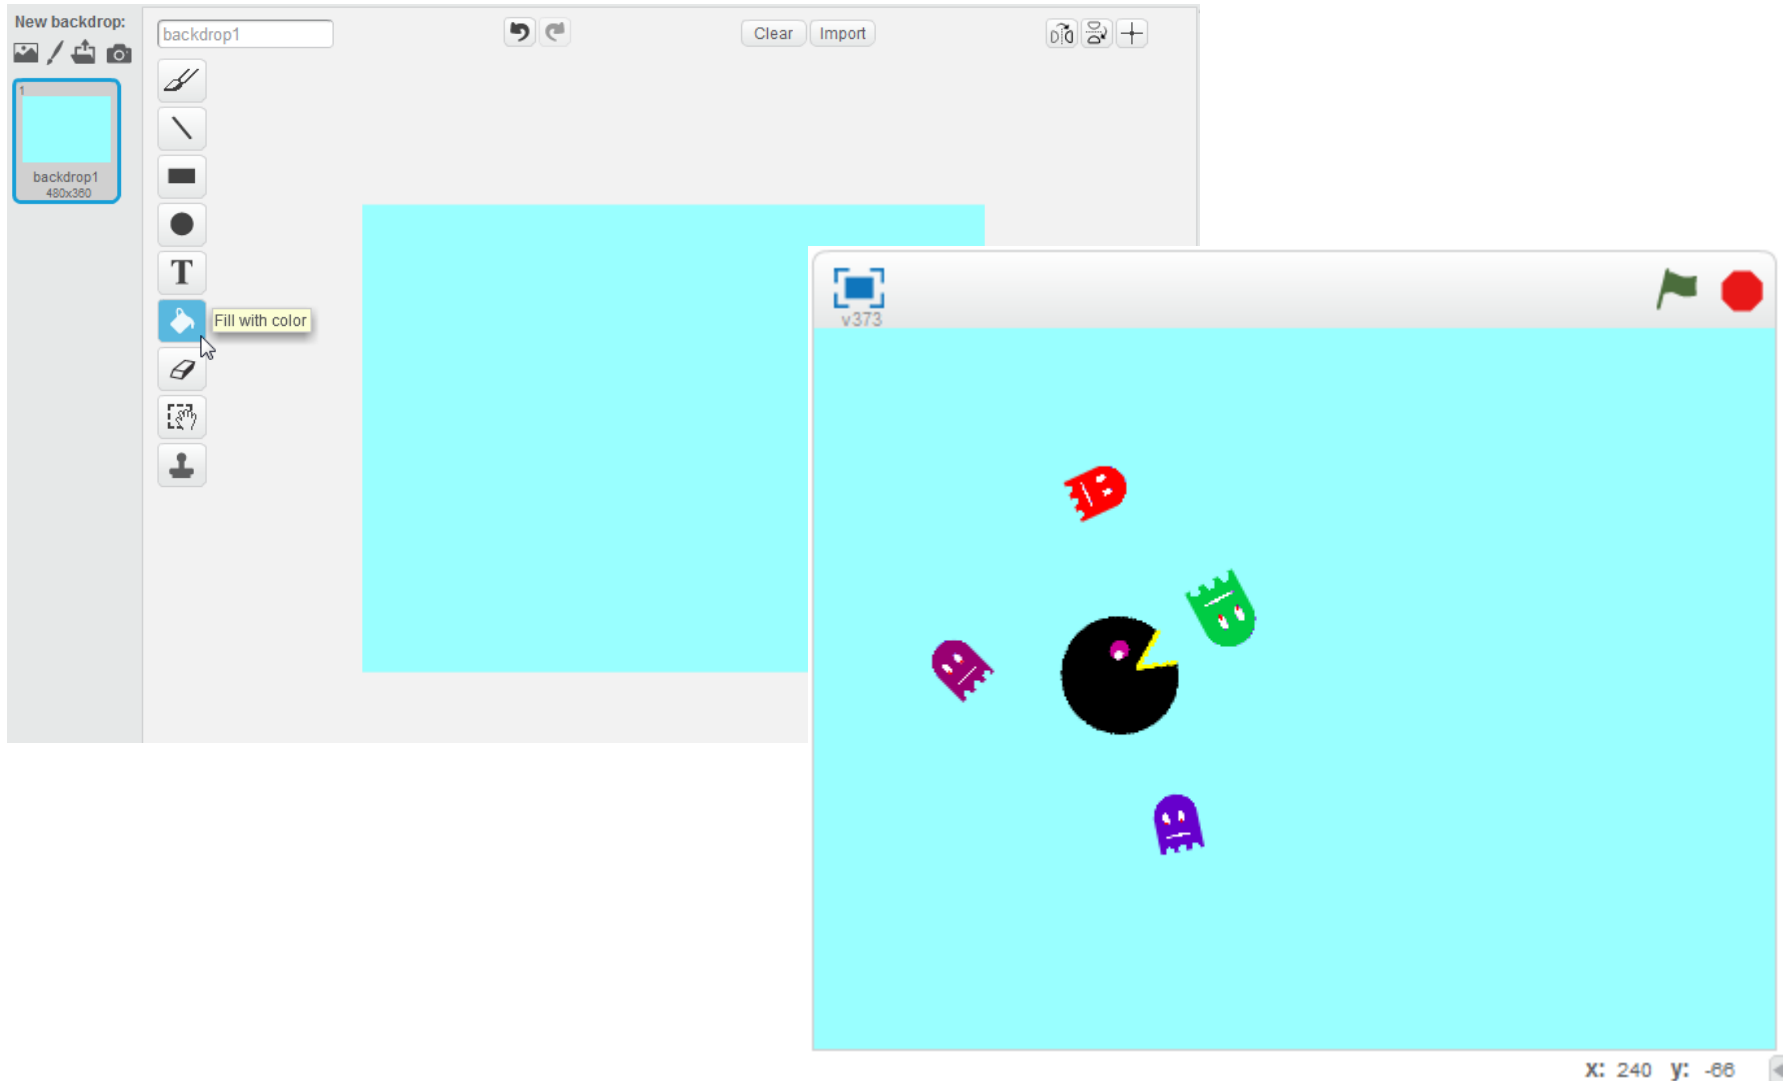 New backdrop:
backdrop1
Clear
Import
1
backdrop1
480x360
T
Fill with color
v373
x: 240 y: -66